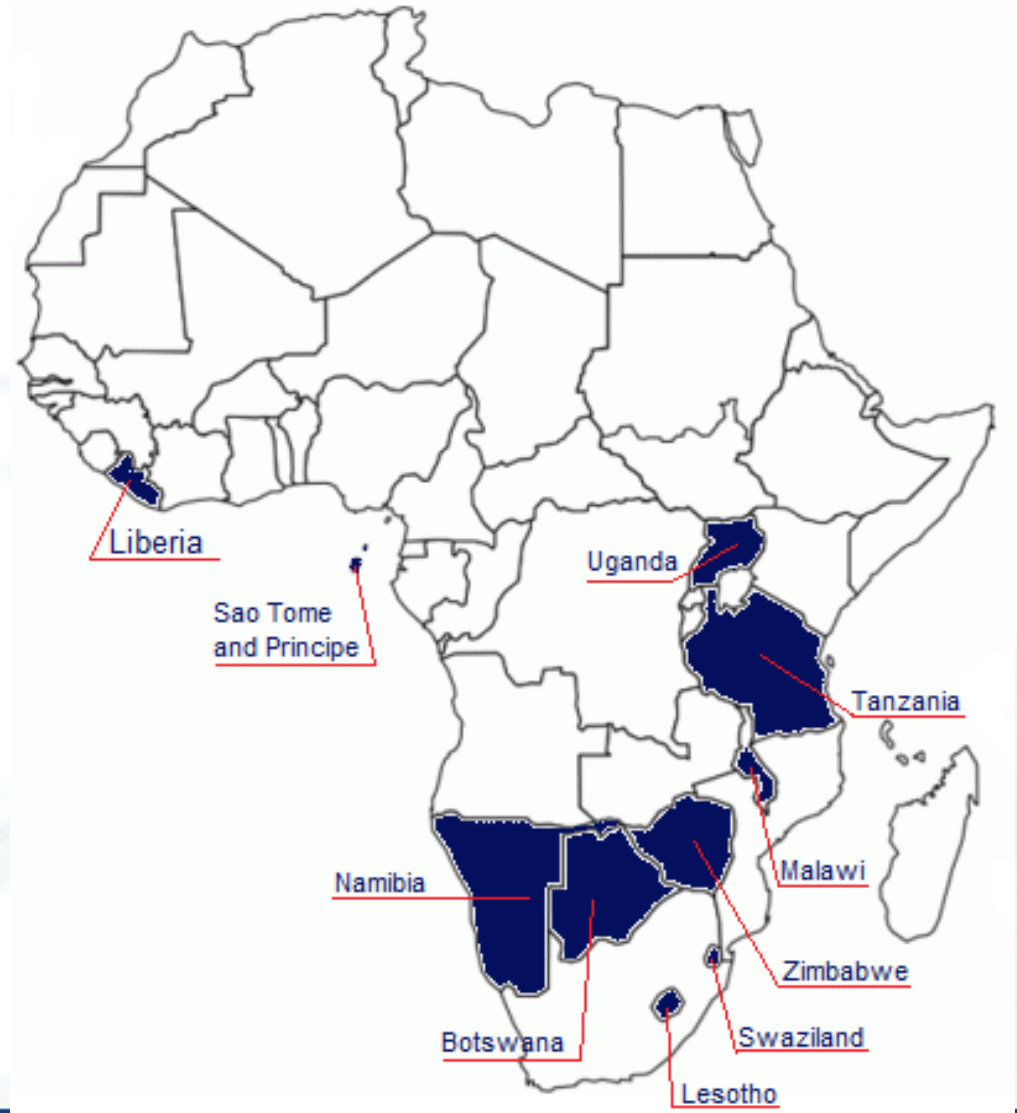 Liberia
Uganda
Sao Tome
and Principe
Tanzania
Malawi
Namibia
Zimbabwe
Swaziland
Botswana
Lesotho